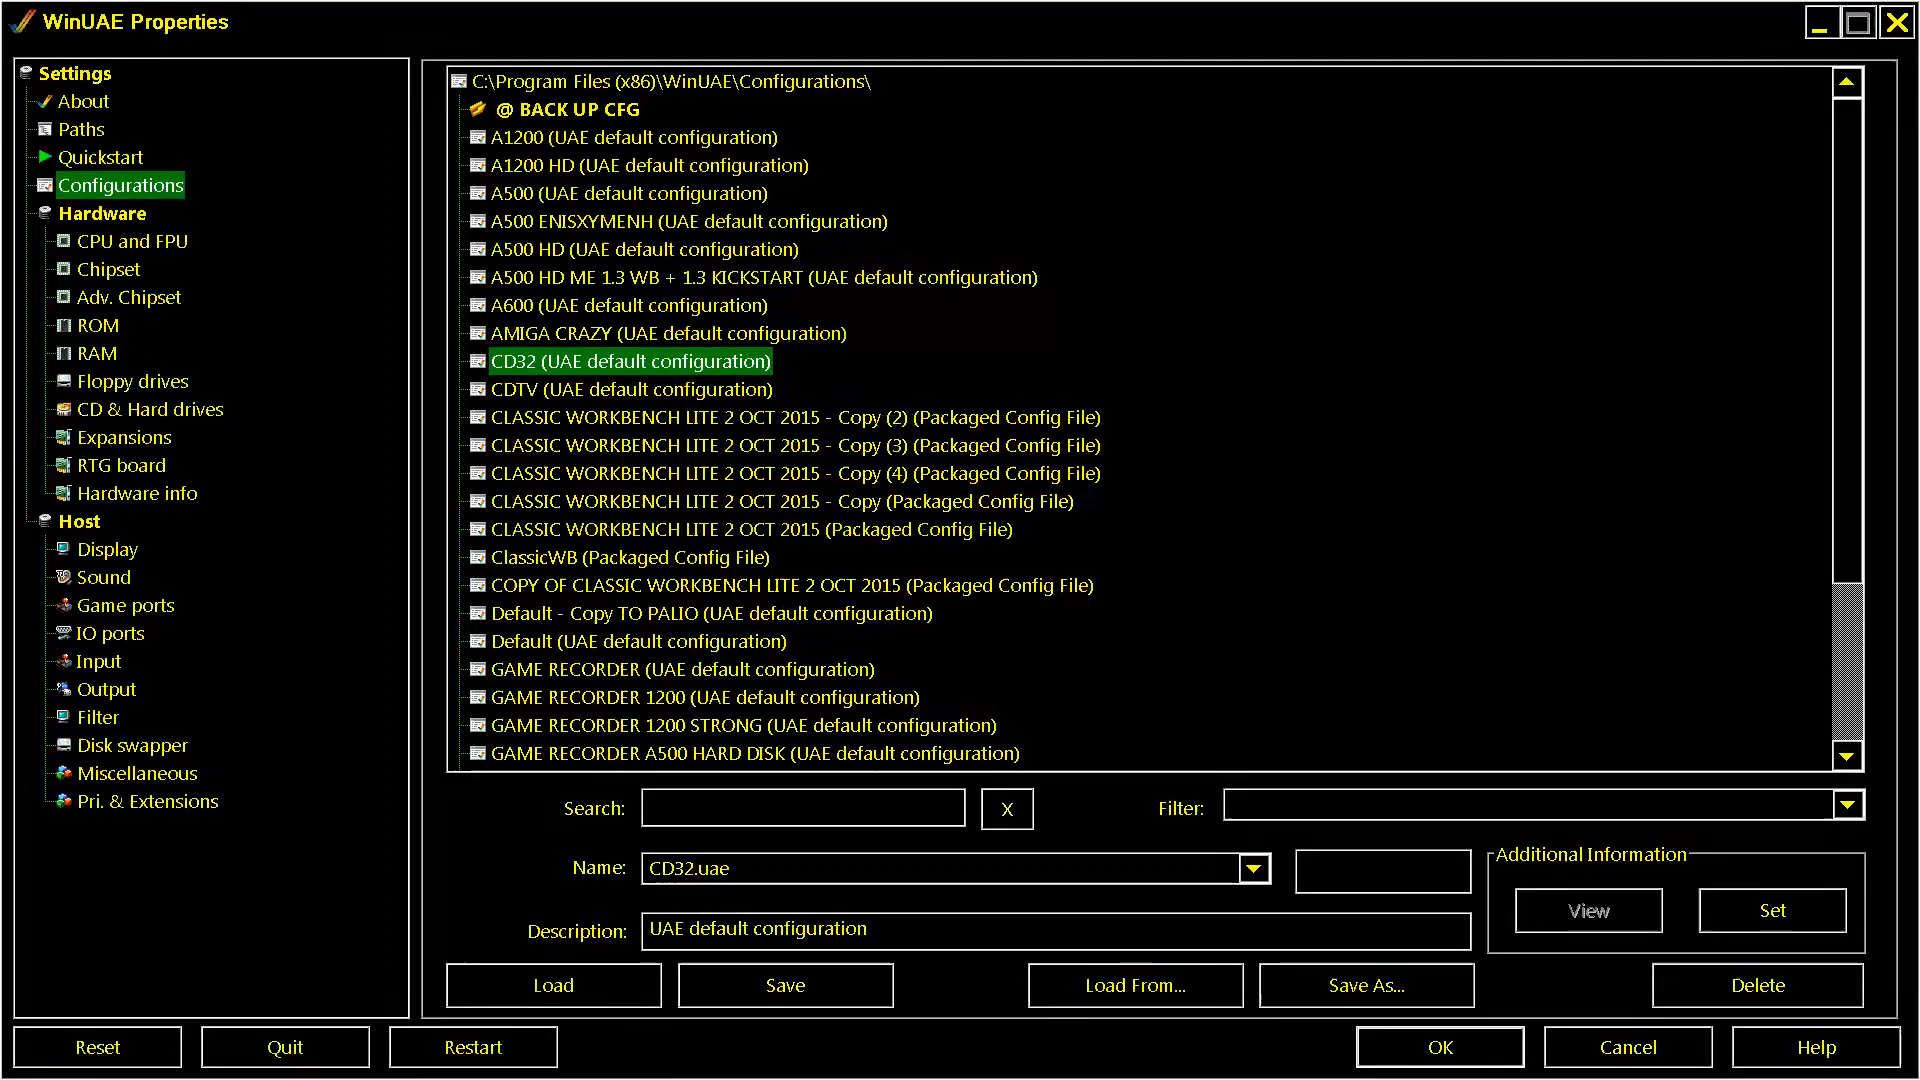 WinUAE Properties
Settings
About
Paths
Quickstart
Configurations
Hardware
CPU and FPU
Chipset
Adv. Chipset
ROM
RAM
Floppy drives
CD & Hard drives
Expansions
RTG board
Hardware info
Host
Display
Sound
Game ports
IO ports
Input
Output
Filter
Disk swapper
Miscellaneous
Pri. & Extensions
C:\Program Files (x86)\WinUAE\Configurations\
@ BACK UP CFG
A1200 (UAE default configuration)
A1200 HD (UAE default configuration)
A500 (UAE default configuration)
A500 ENISXYMENH (UAE default configuration)
A500 HD (UAE default configuration)
A500 HD ME 1.3 WB + 1.3 KICKSTART (UAE default configuration)
A600 (UAE default configuration)
AMIGA CRAZY (UAE default configuration)
CD32 (UAE default configuration)
CDTV (UAE default configuration)
CLASSIC WORKBENCH LITE 2 OCT 2015 - Copy (2) (Packaged Config File)
CLASSIC WORKBENCH LITE 2 OCT 2015 - Copy (3) (Packaged Config File)
CLASSIC WORKBENCH LITE 2 OCT 2015 - Copy (4) (Packaged Config File)
CLASSIC WORKBENCH LITE 2 OCT 2015 - Copy (Packaged Config File)
CLASSIC WORKBENCH LITE 2 OCT 2015 (Packaged Config File)
ClassicWB (Packaged Config File)
COPY OF CLASSIC WORKBENCH LITE 2 OCT 2015 (Packaged Config File)
Default - Copy TO PALIO (UAE default configuration)
Default (UAE default configuration)
GAME RECORDER (UAE default configuration)
GAME RECORDER 1200 (UAE default configuration)
GAME RECORDER 1200 STRONG (UAE default configuration)
GAME RECORDER A500 HARD DISK (UAE default configuration)
Search: X Filter:
Name: CD32.uae
Additional Information
View Set
Description: UAE default configuration
Load Save Load From... Save As... Delete
Reset Quit Restart OK Cancel Help